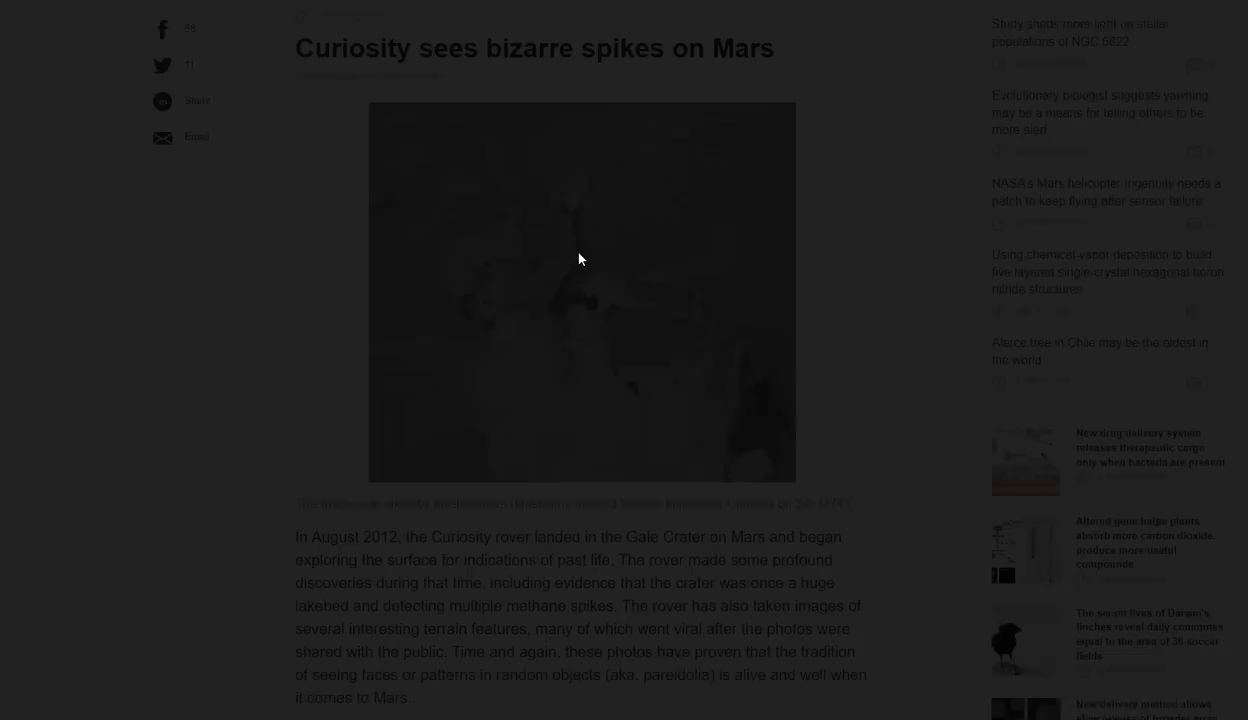 68
Curiosity sees bizarre spikes on Mars
11
Share
Email
In August 2012, the Curiosity rover landed in the Gale Crater on Mars and began
exploring the surface for indications of past life. The rover made some profound
discoveries during that time, including evidence that the crater was once a huge
lakebed and detecting multiple methane spikes. The rover has also taken images of
several interesting terrain features, many of which went viral after the photos were
shared with the public. Time and again, these photos have proven that the tradition
of seeing faces or patterns in random objects (aka. pareidolia) is alive and well when
it comes to Mars.
Study sheds more light on stellar
populations of NGC 6822
Evolutionary biologist suggests yawning
may be a means for telling others to be
more alert
NASA's Mars helicopter Ingenuity needs a
patch to keep flying after sensor failure
Using chemical-vapor deposition to build
five layered single-crystal hexagonal boron
nitride structures
Alerce tree in Chile may be the oldest in
the world
New drug delivery system
releases therapeutic cargo
only when bacteria are present
Altered gene helps plants
absorb more carbon dioxide,
produce more useful
compounds
The secret lives of Darwin's
finches reveal daily commutes
equal to the area of 36 soccer
fields
New delivery method allows